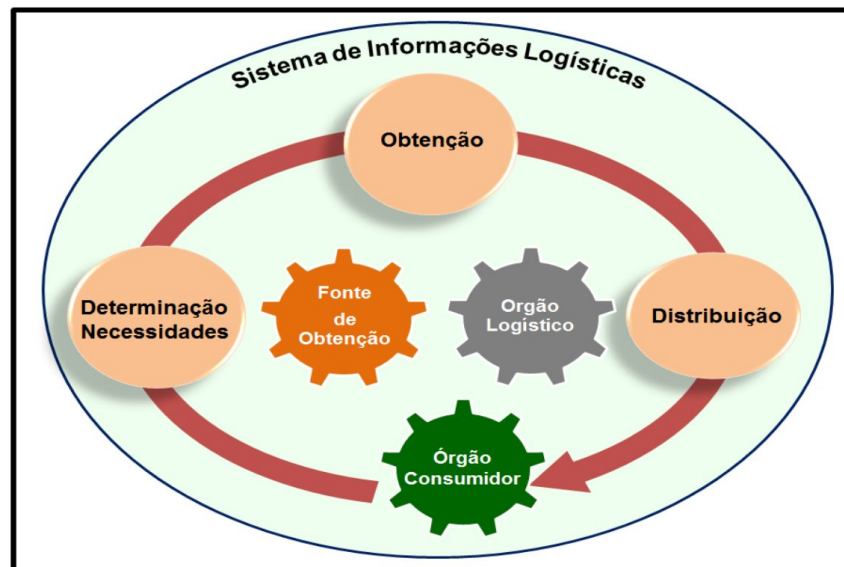 Sistema de Informações Logísticas
Obtenção
Determinação
Necessidades
Fonte
de
Obtenção
Orgão
Logístico
Distribuição
Órgão
Consumidor